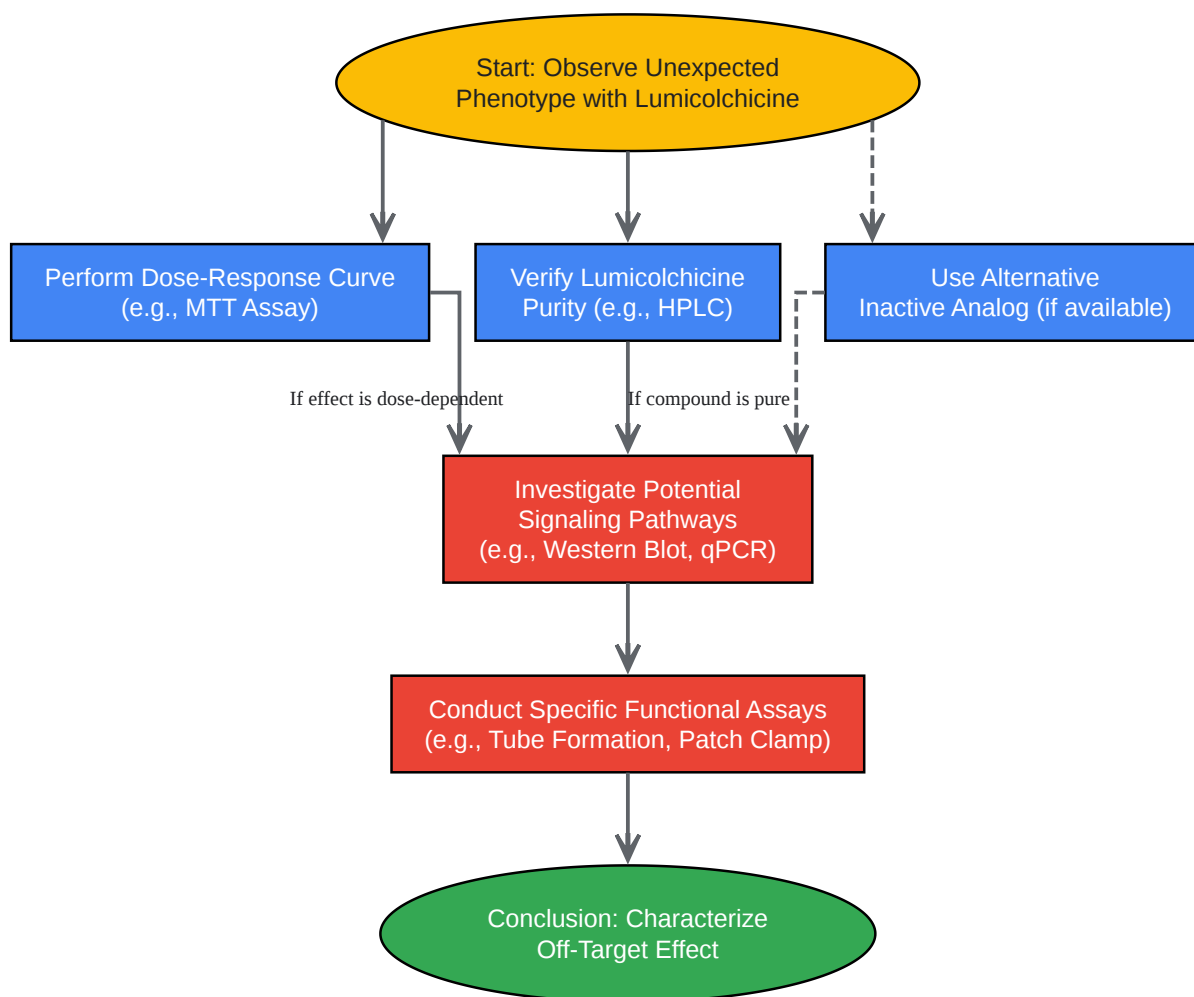 Start: Observe Unexpected
Phenotype with Lumicolchicine
Perform Dose-Response Curve
(e.g., MTT Assay)
Verify Lumicolchicine
Purity (e.g., HPLC)
Use Alternative
Inactive Analog (if available)
If effect is dose-dependent
If compound is pure
Investigate Potential
Signaling Pathways
(e.g., Western Blot, qPCR)
Conduct Specific Functional Assays
(e.g., Tube Formation, Patch Clamp)
Conclusion: Characterize
Off-Target Effect